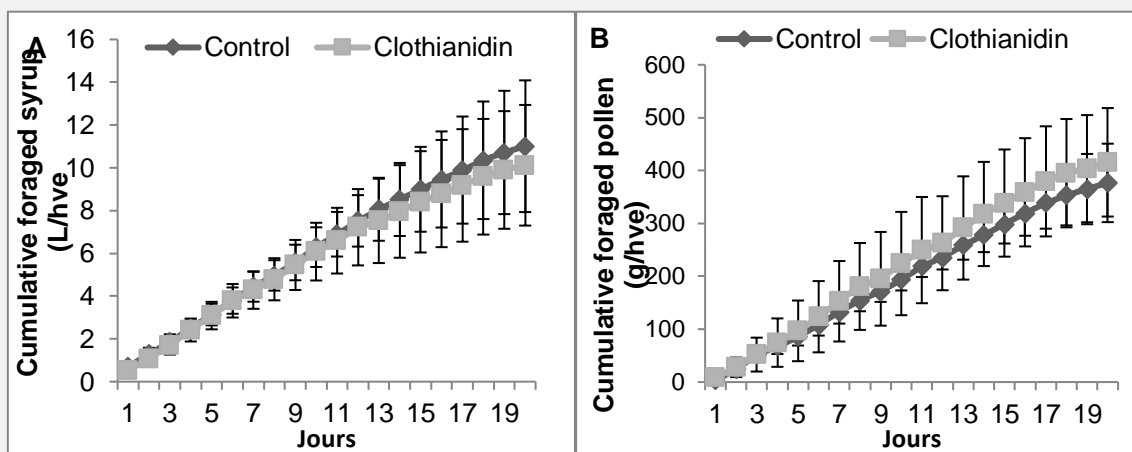 A
Control
Clothianidin
Cumulative foraged syrup
(L/hve)
16
14
12
10
8
6
4
2
0
1 3 5 7 9 11 13 15 17 19
Jours
B
Control
Clothianidin
Cumulative foraged pollen
(g/hve)
600
500
400
300
200
100
0
1 3 5 7 9 11 13 15 17 19
Jours